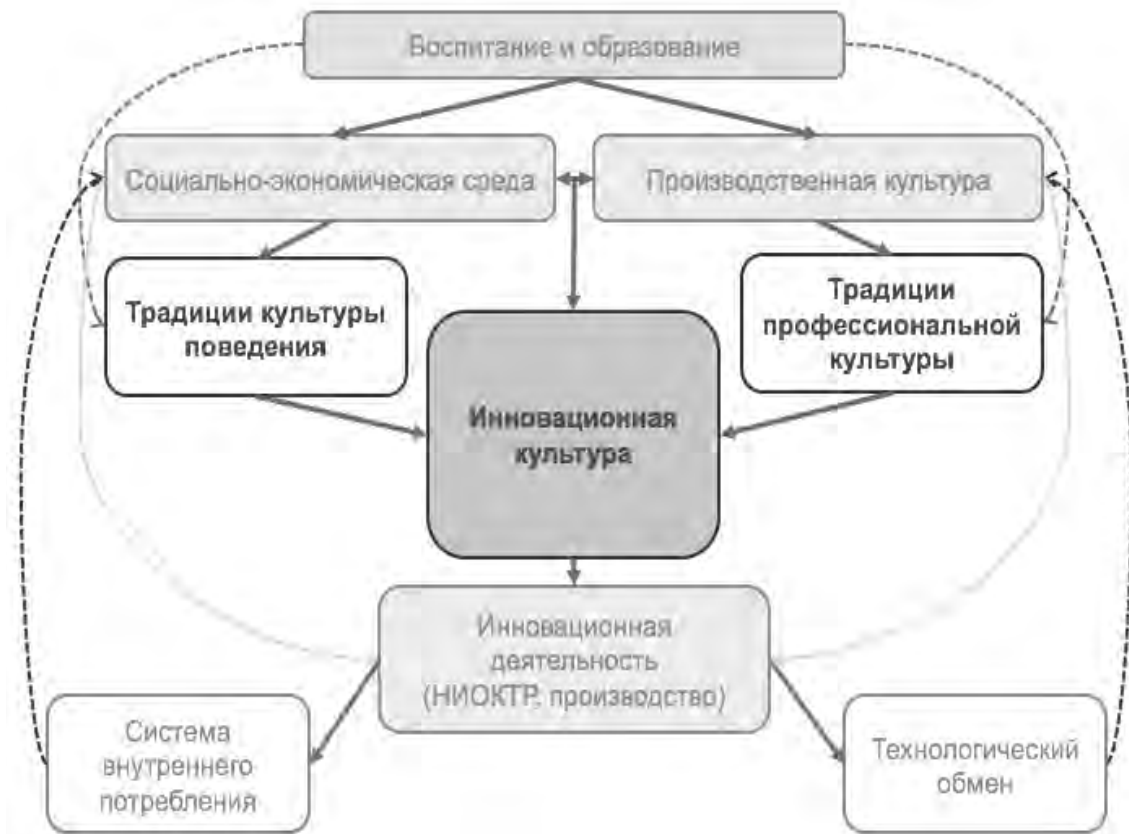 Воспитание и образование
Социально-экономическая среда
Производственная культура
Традиции культуры
поведения
Традиции
профессиональной
культуры
Инновационная
культура
Инновационная
деятельность
(НИОКТР, производство)
Система
внутреннего
потребления
Технологический
обмен